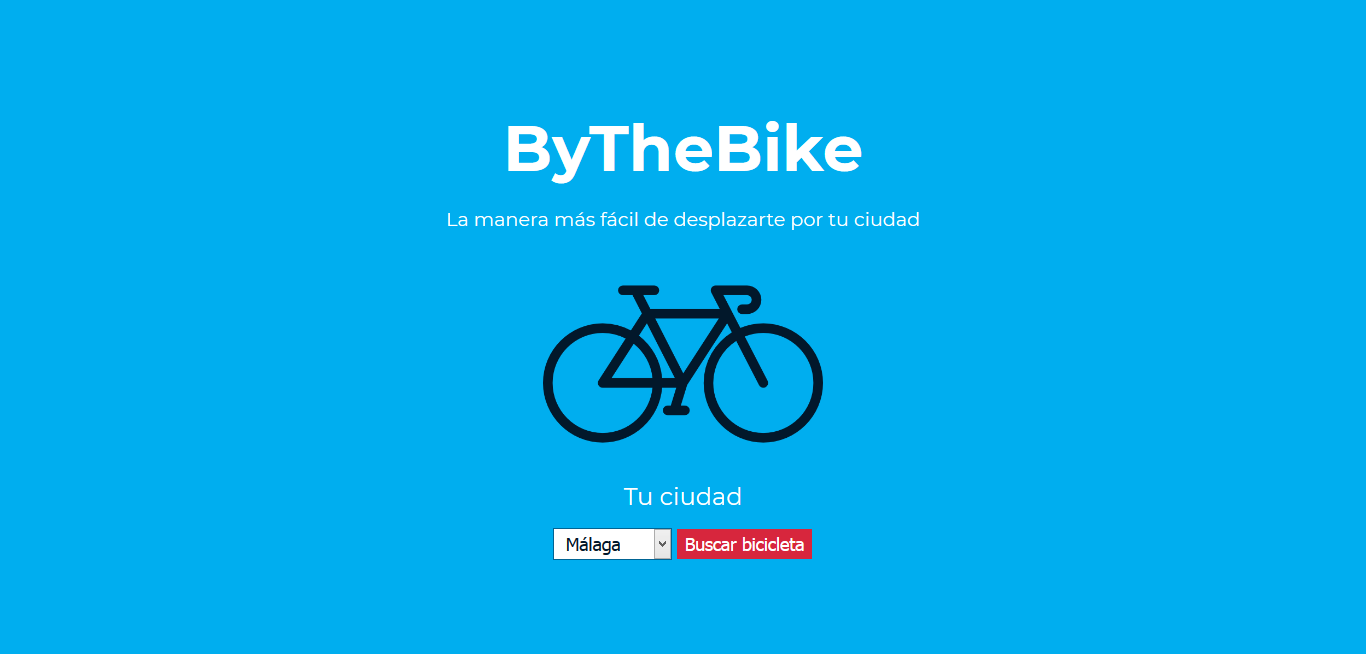 ByTheBike
La manera más fácil de desplazarte por tu ciudad
Tu ciudad
Málaga
Buscar bicicleta